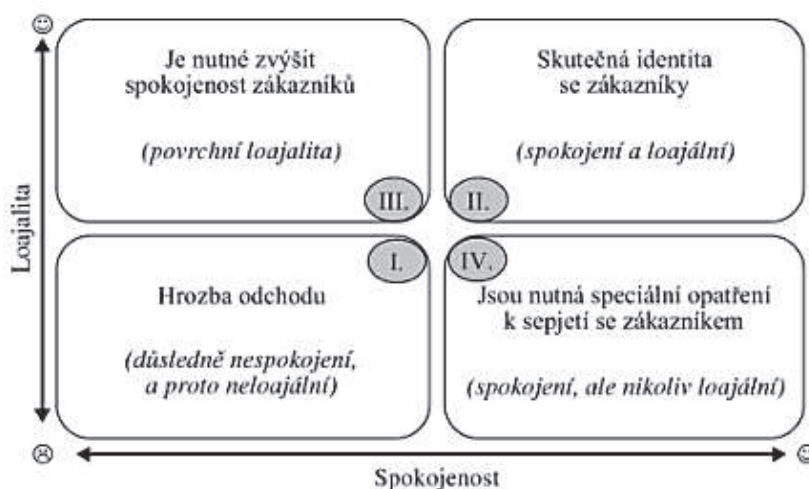 Je nutné zvýšit
spokojenost zákazníků
(povrchní loajalita)
III.
Skutečná identita
se zákazníky
(spokojení a loajální)
II.
Loajalita
I.
Hrozba odchodu
(důsledně nespokojení,
a proto neloajální)
IV.
Jsou nutná speciální opatření
k sepjetí se zákazníkem
(spokojení, ale nikoliv loajální)
Spokojenost